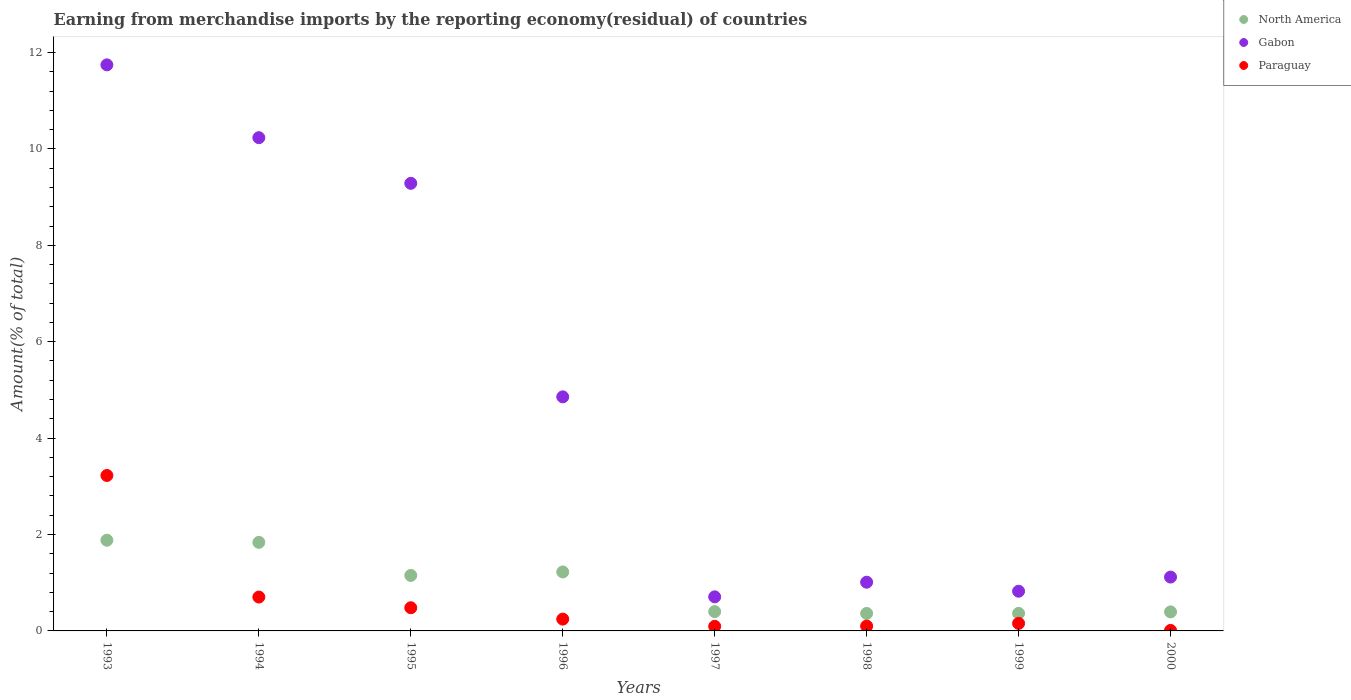 Earning from merchandise imports by the reporting economy(residual) of countries
North America
Gabon
Paraguay
Amount(% of total)
12
10
8
6
4
2
0
1993
1994
1995
1996
1997
1998
1999
2000
Years